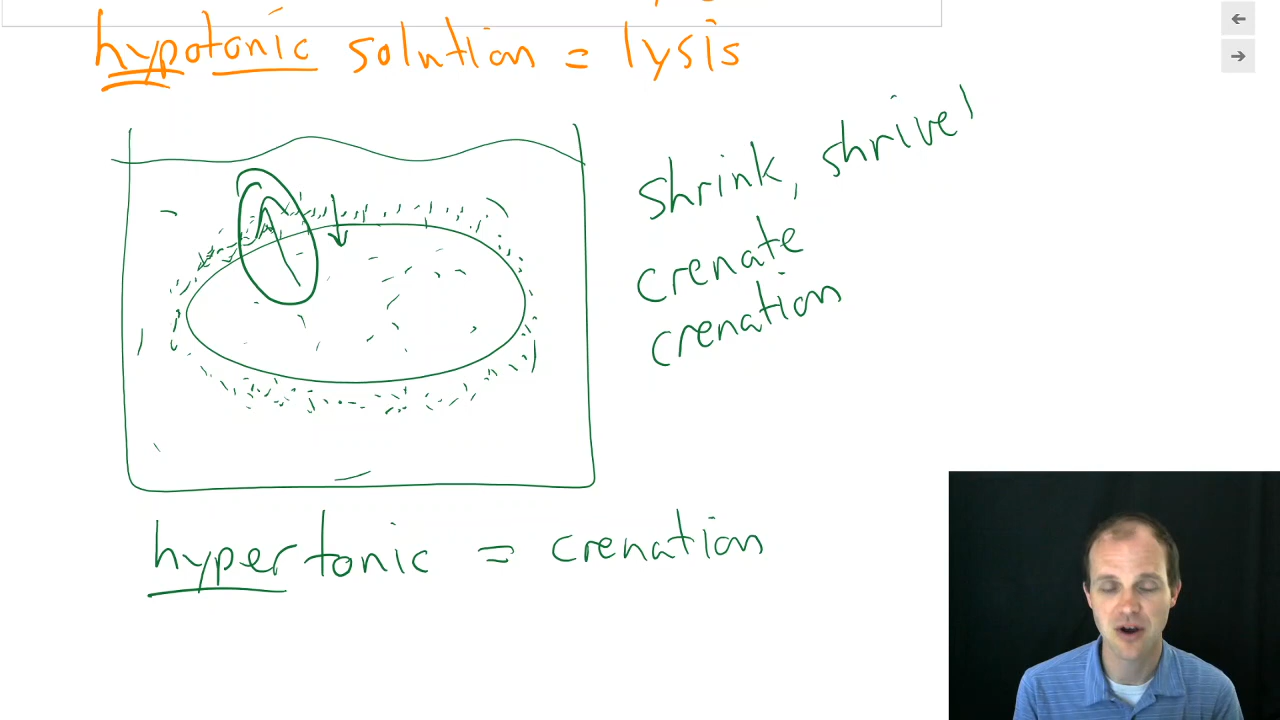 hypotonic solution = lysis
shrink, shrivel
crenate
crenation
hypertonic = crenation